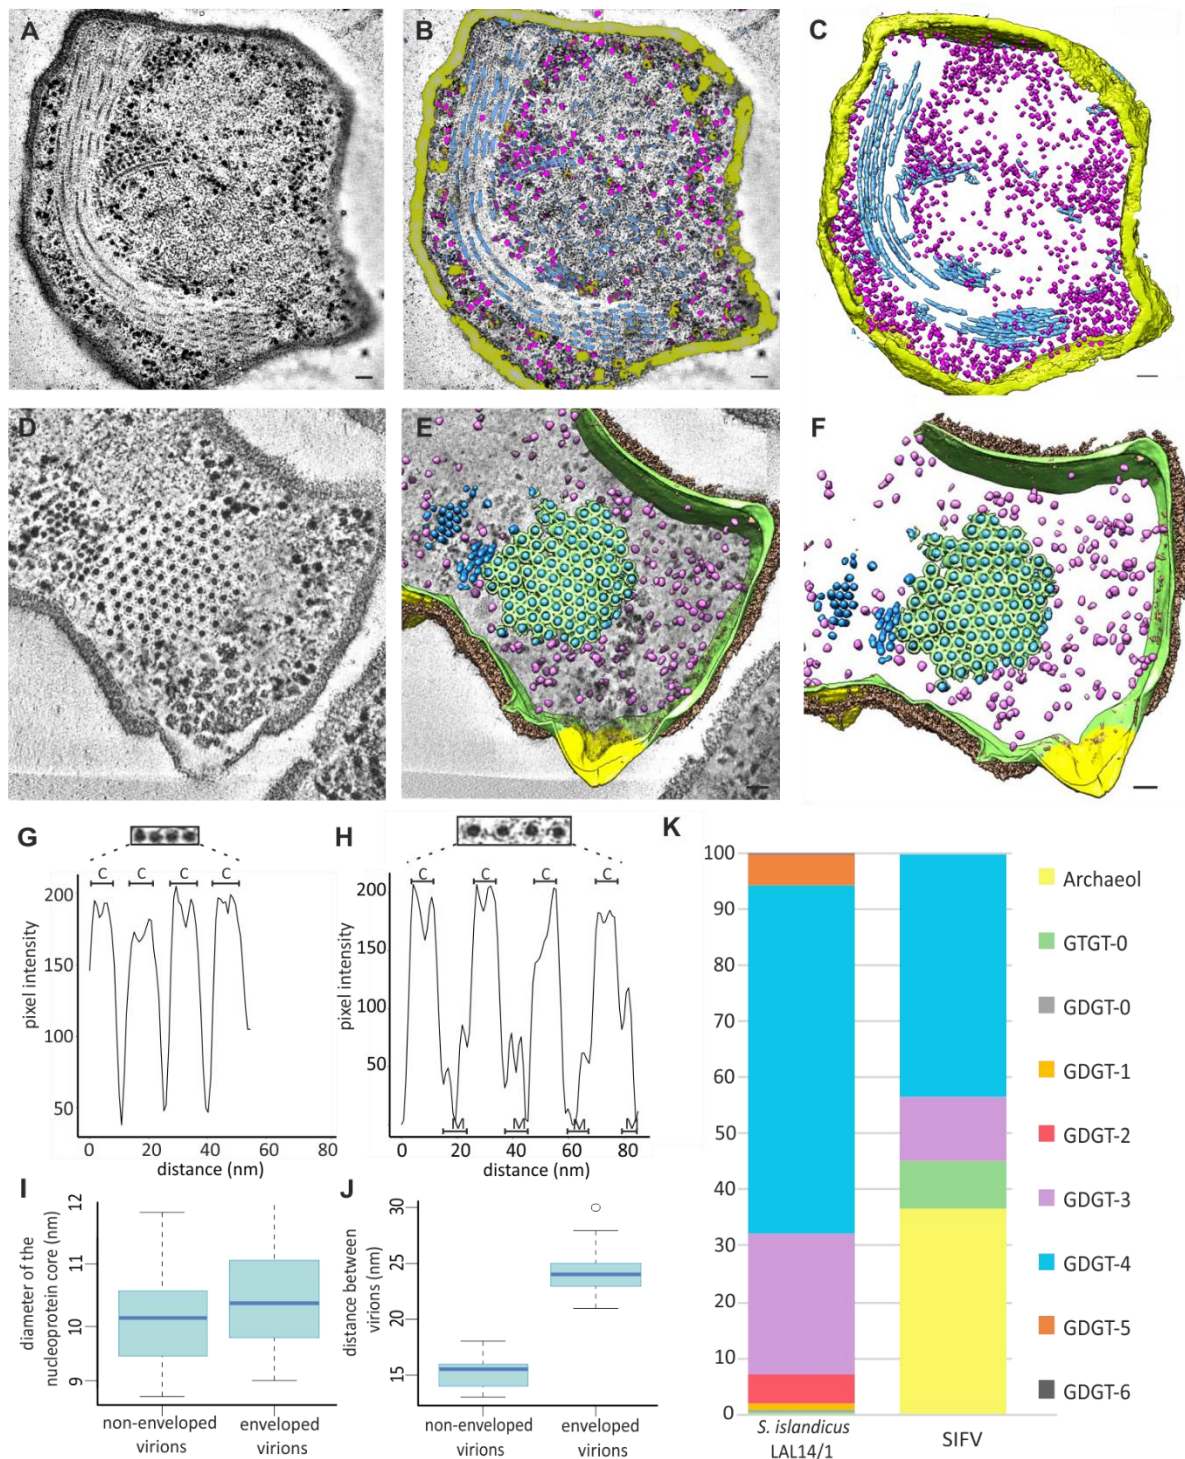 A
B
C
D
E
F
G
C C C C
200
150
100
50
pixel intensity
0 20 40 60 80
distance (nm)
H
C C C C
200
150
100
50
pixel intensity
M M M M
0 20 40 60 80
distance (nm)
I
12
11
10
9
diameter of the
nucleoprotein core (nm)
non-enveloped
virions
enveloped
virions
J
30
25
20
15
distance between
virions (nm)
non-enveloped
virions
enveloped
virions
K
100
90
80
70
60
50
40
30
20
10
0
S. islandicus
LAL14/1
SIFV
Archaeol
GTGT-0
GDGT-0
GDGT-1
GDGT-2
GDGT-3
GDGT-4
GDGT-5
GDGT-6